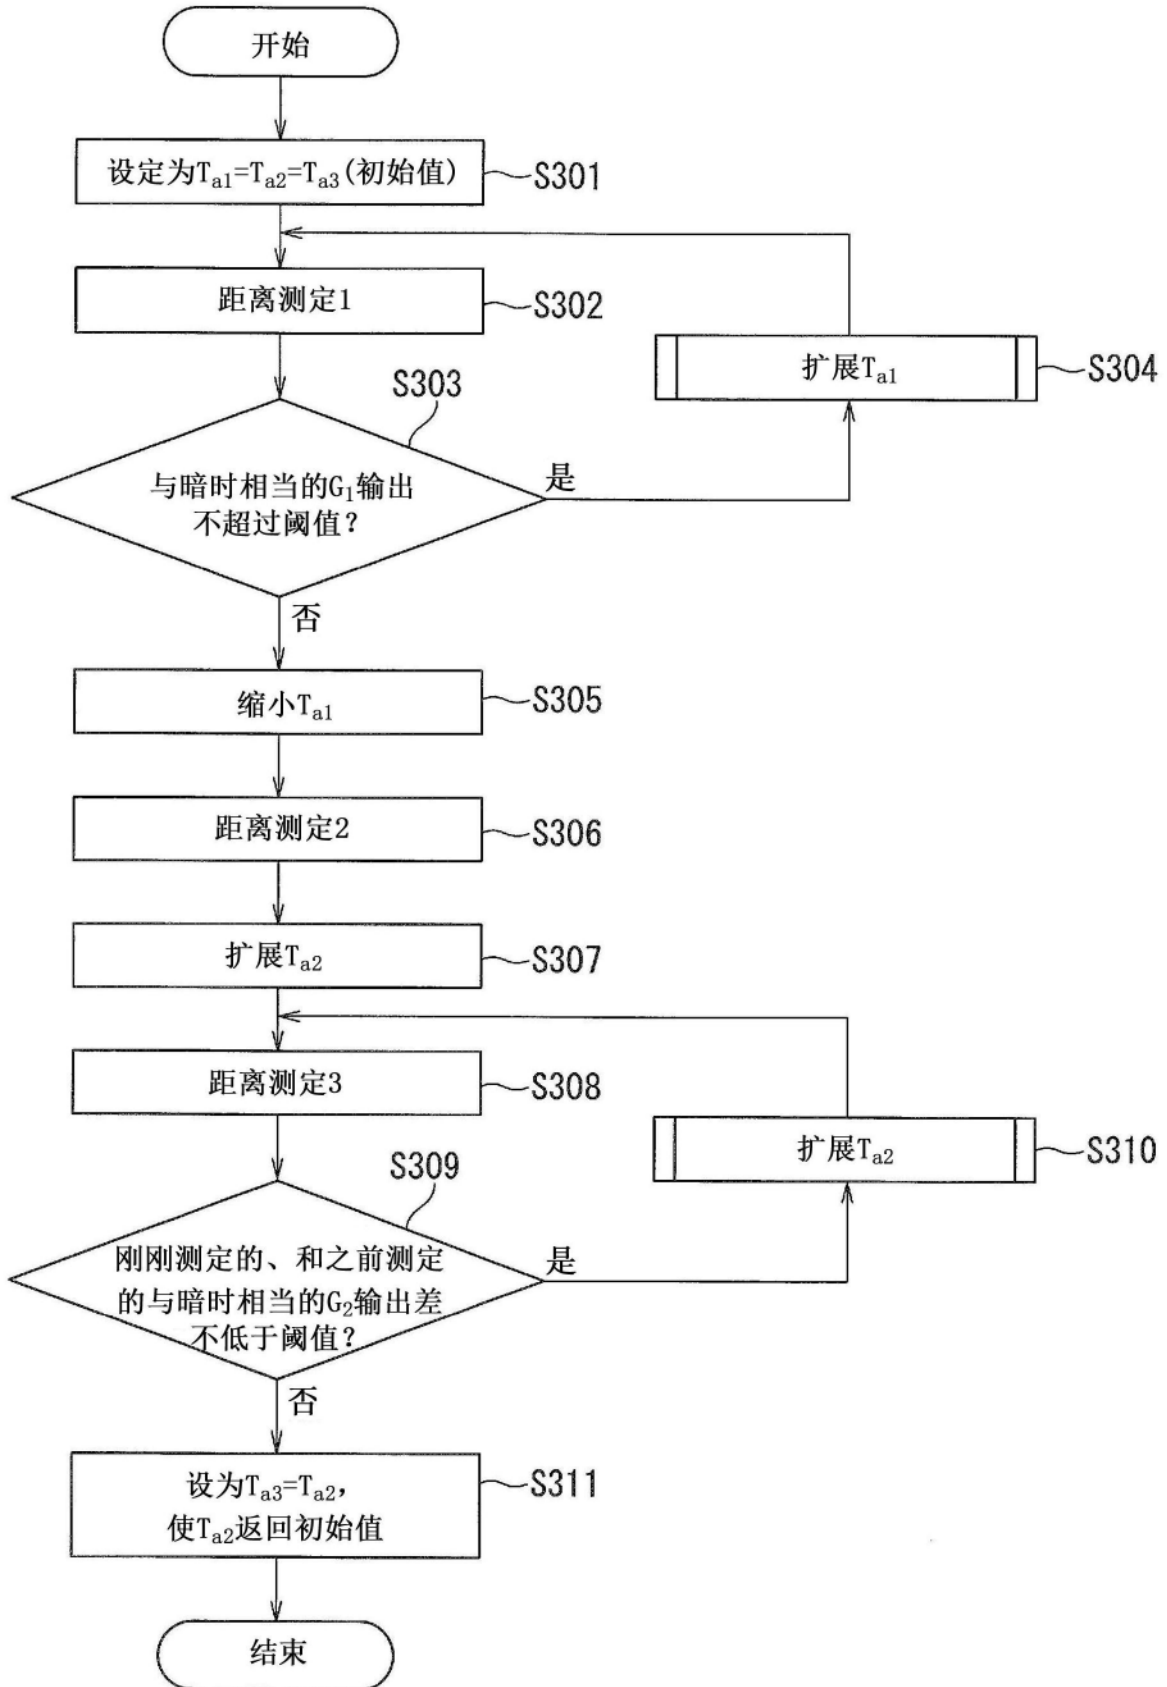 开始
设定为Ta1=Ta2=Ta3(初始值)
S301
距离测定1
S302
扩展Ta1
S304
S303
与暗时相当的G1输出
不超过阈值?
是
否
缩小Ta1
S305
距离测定2
S306
扩展Ta2
S307
距离测定3
S308
扩展Ta2
S310
S309
刚刚测定的、和之前测定
的与暗时相当的G2输出差
不低于阈值?
是
否
设为Ta3=Ta2,
使Ta2返回初始值
S311
结束